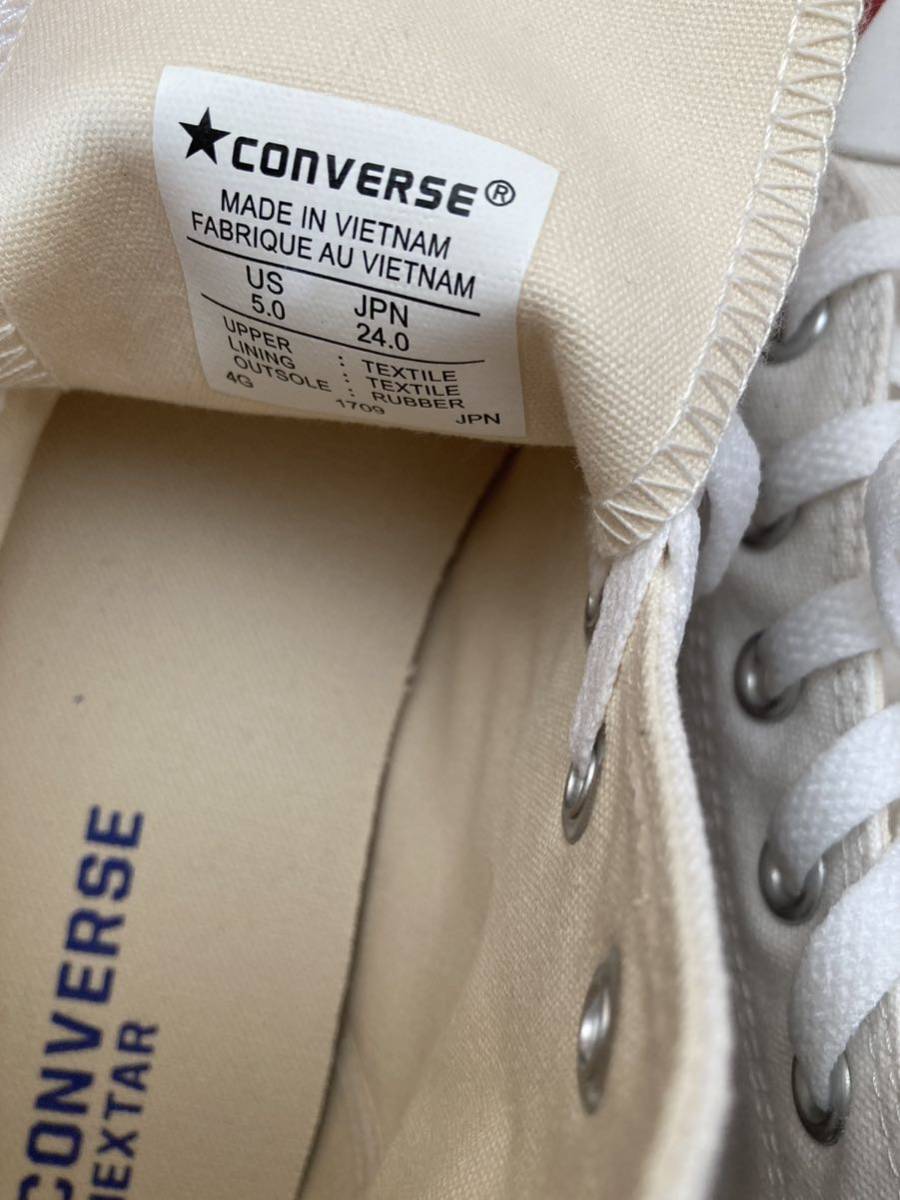 ★CONVERSE®
MADE IN VIETNAM
FABRIQUE AU VIETNAM
US JPN
5.0 24.0
UPPER : TEXTILE
LINING : TEXTILE
OUTSOLE : RUBBER
4G 1709 JPN
CONVERSE
NEXTAR